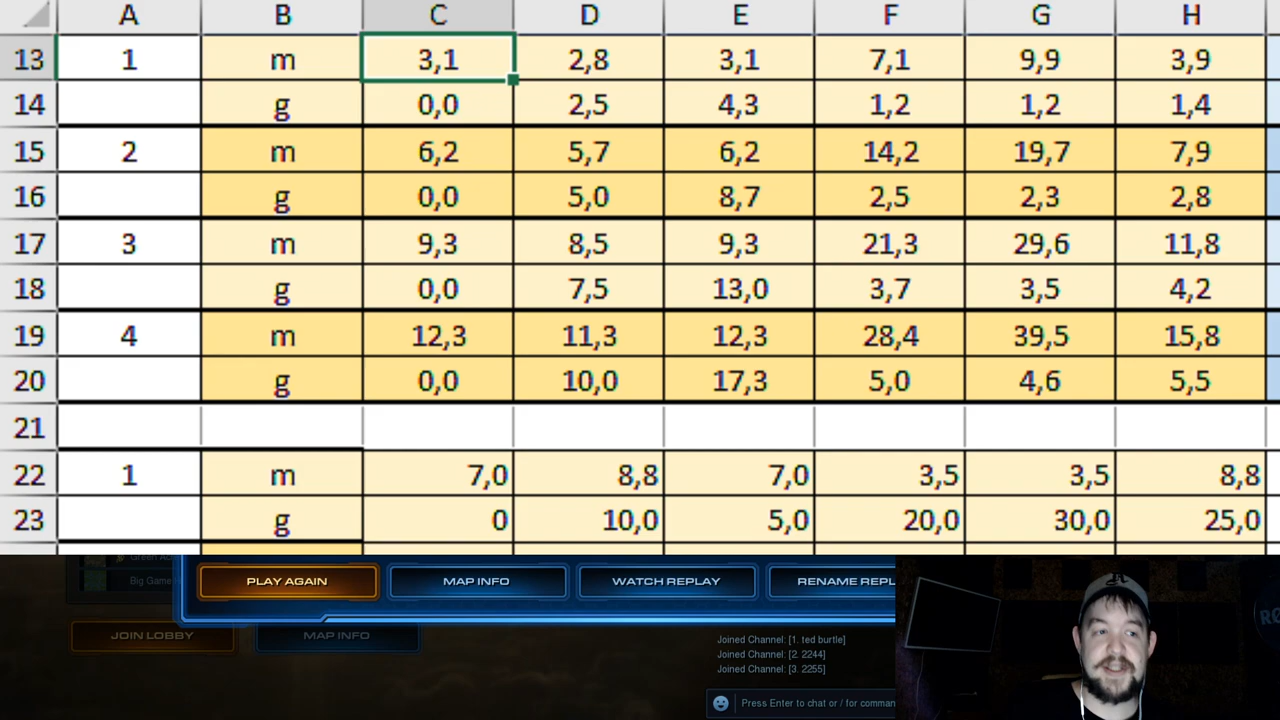 A B C D E F G H
13 1 m 3,1 2,8 3,1 7,1 9,9 3,9
14 g 0,0 2,5 4,3 1,2 1,2 1,4
15 2 m 6,2 5,7 6,2 14,2 19,7 7,9
16 g 0,0 5,0 8,7 2,5 2,3 2,8
17 3 m 9,3 8,5 9,3 21,3 29,6 11,8
18 g 0,0 7,5 13,0 3,7 3,5 4,2
19 4 m 12,3 11,3 12,3 28,4 39,5 15,8
20 g 0,0 10,0 17,3 5,0 4,6 5,5
21
22 1 m 7,0 8,8 7,0 3,5 3,5 8,8
23 g 0 10,0 5,0 20,0 30,0 25,0
Big Game
PLAY AGAIN MAP INFO WATCH REPLAY RENAME REPL
JOIN LOBBY MAP INFO
Joined Channel: [1. ted burtle]
Joined Channel: [2. 2244]
Joined Channel: [3. 2255]
Press Enter to chat or / for comman